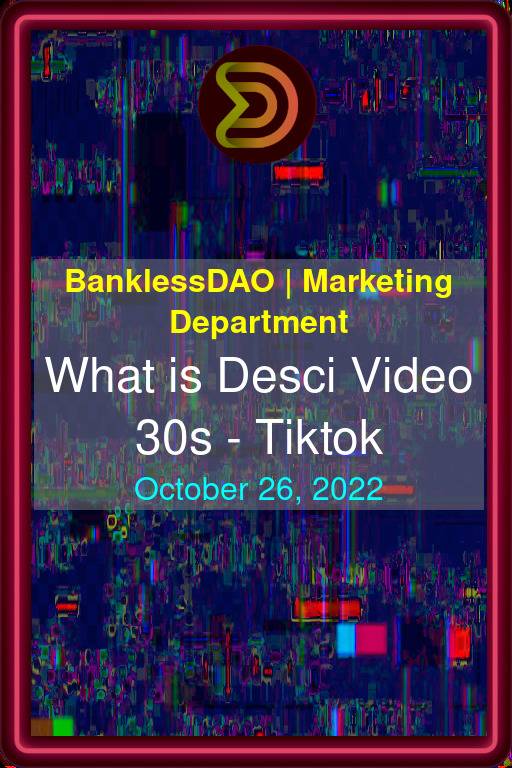 BanklessDAO | Marketing
Department
What is Desci Video
30s - Tiktok
October 26, 2022